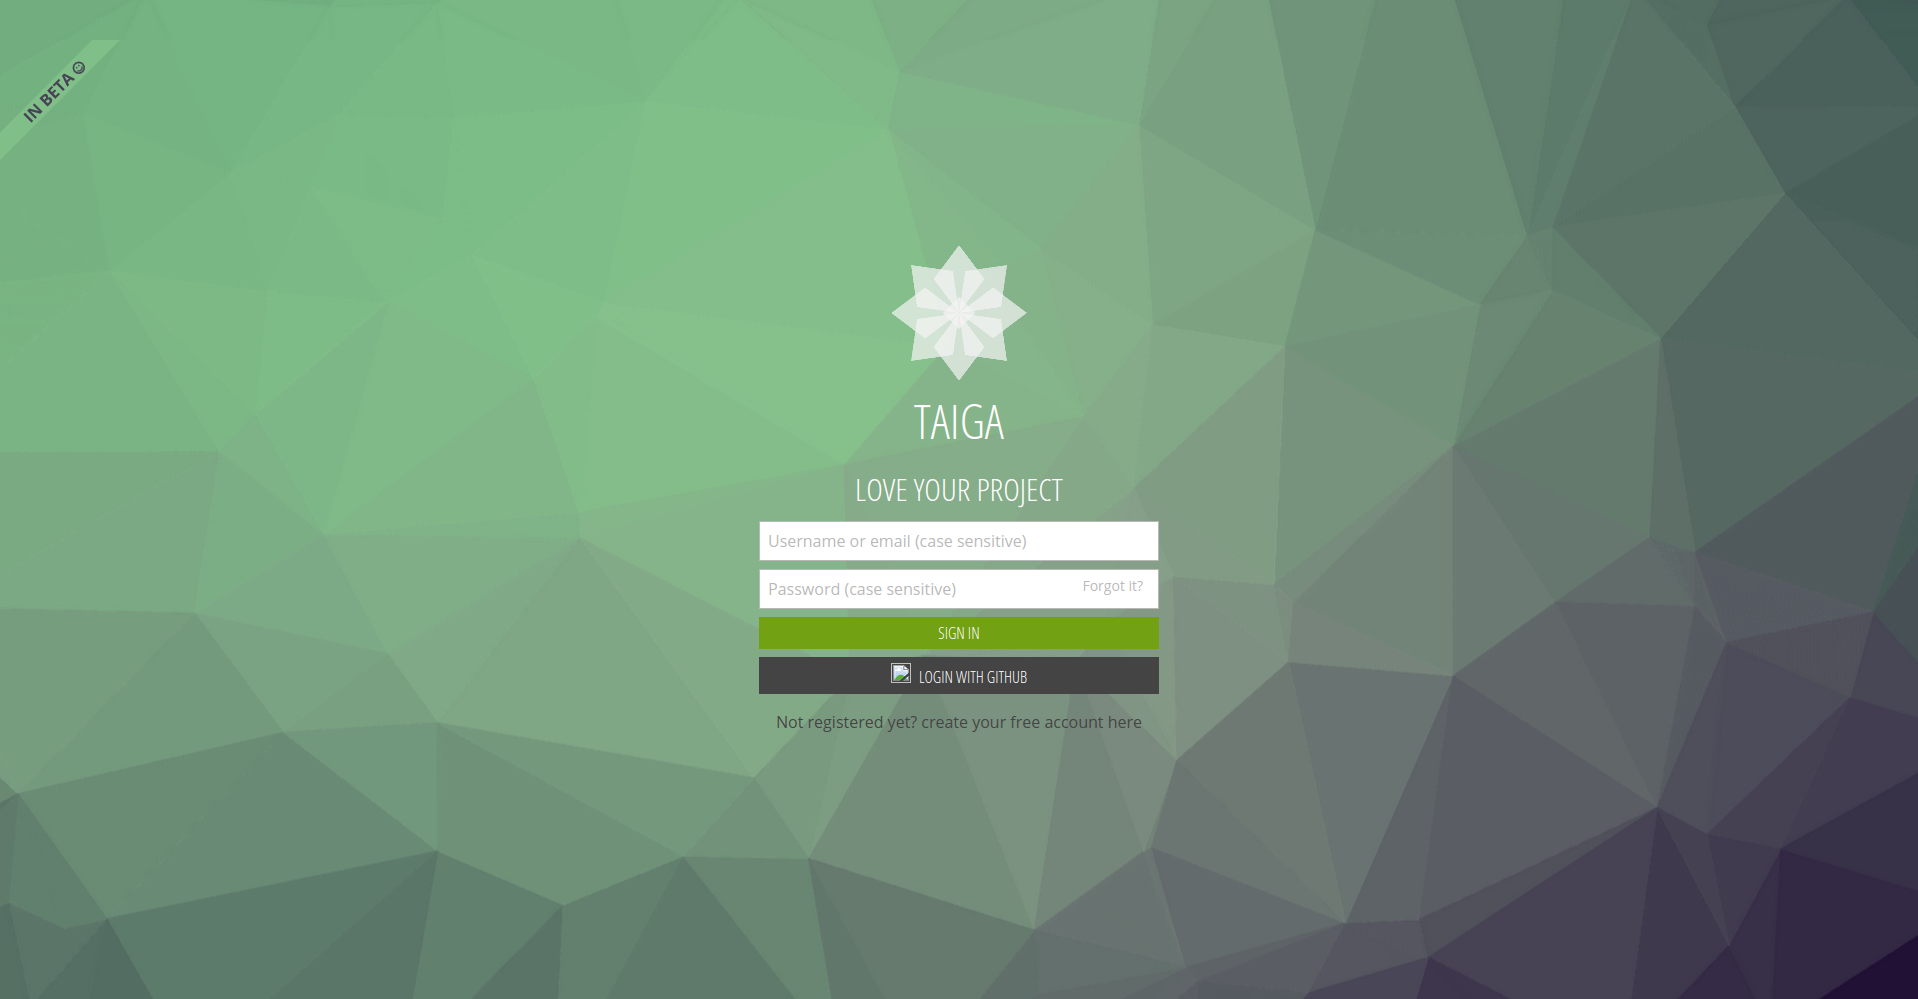 IN BETA
TAIGA
LOVE YOUR PROJECT
Username or email (case sensitive)
Password (case sensitive) Forgot it?
SIGN IN
LOGIN WITH GITHUB
Not registered yet? create your free account here